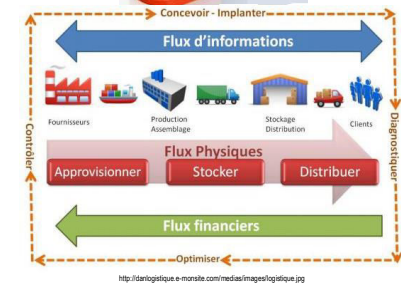 Concevoir - Implanter
Flux d'informations
Fournisseurs
Production
Assemblage
Stockage
Distribution
Clients
Contrôler
Diagnostiquer
Flux Physiques
Approvisionner
Stocker
Distribuer
Flux financiers
Optimiser
http://danlogistique.e-monsite.com/medias/images/logistique.jpg